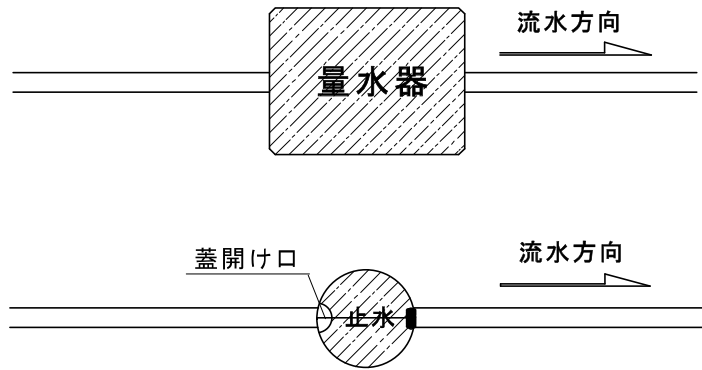 流水方向
量水器
流水方向
蓋開け口
止水